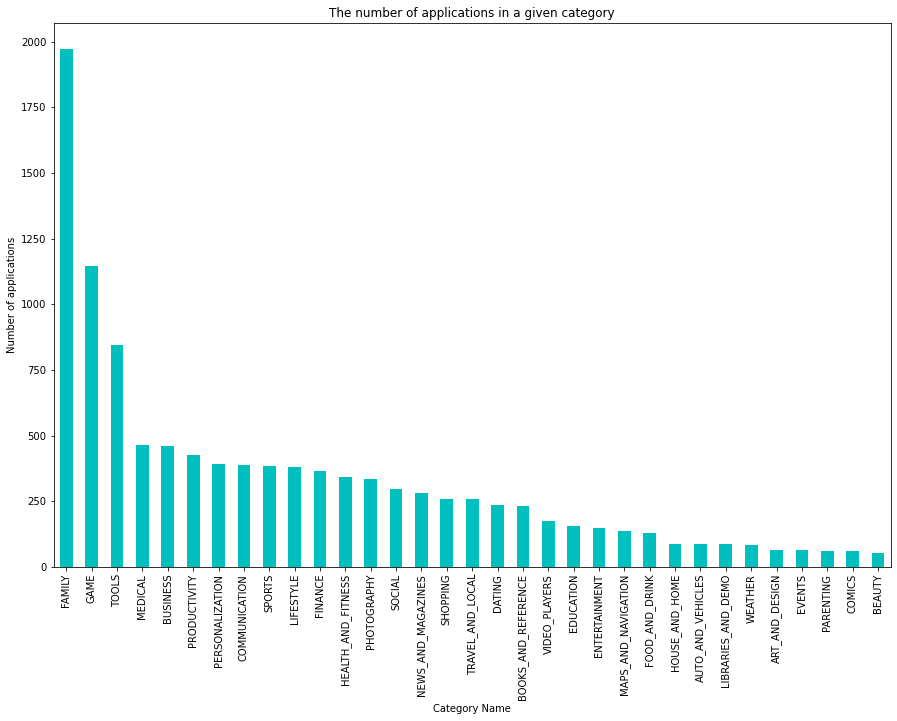 The number of applications in a given category
Number of applications
2000
1750
1500
1250
1000
750
500
250
0
FAMILY
GAME
TOOLS
MEDICAL
BUSINESS
PRODUCTIVITY
PERSONALIZATION
COMMUNICATION
SPORTS
LIFESTYLE
FINANCE
HEALTH_AND_FITNESS
PHOTOGRAPHY
SOCIAL
NEWS_AND_MAGAZINES
SHOPPING
TRAVEL_AND_LOCAL
DATING
BOOKS_AND_REFERENCE
VIDEO_PLAYERS
EDUCATION
ENTERTAINMENT
MAPS_AND_NAVIGATION
FOOD_AND_DRINK
HOUSE_AND_HOME
AUTO_AND_VEHICLES
LIBRARIES_AND_DEMO
WEATHER
ART_AND_DESIGN
EVENTS
PARENTING
COMICS
BEAUTY
Category Name